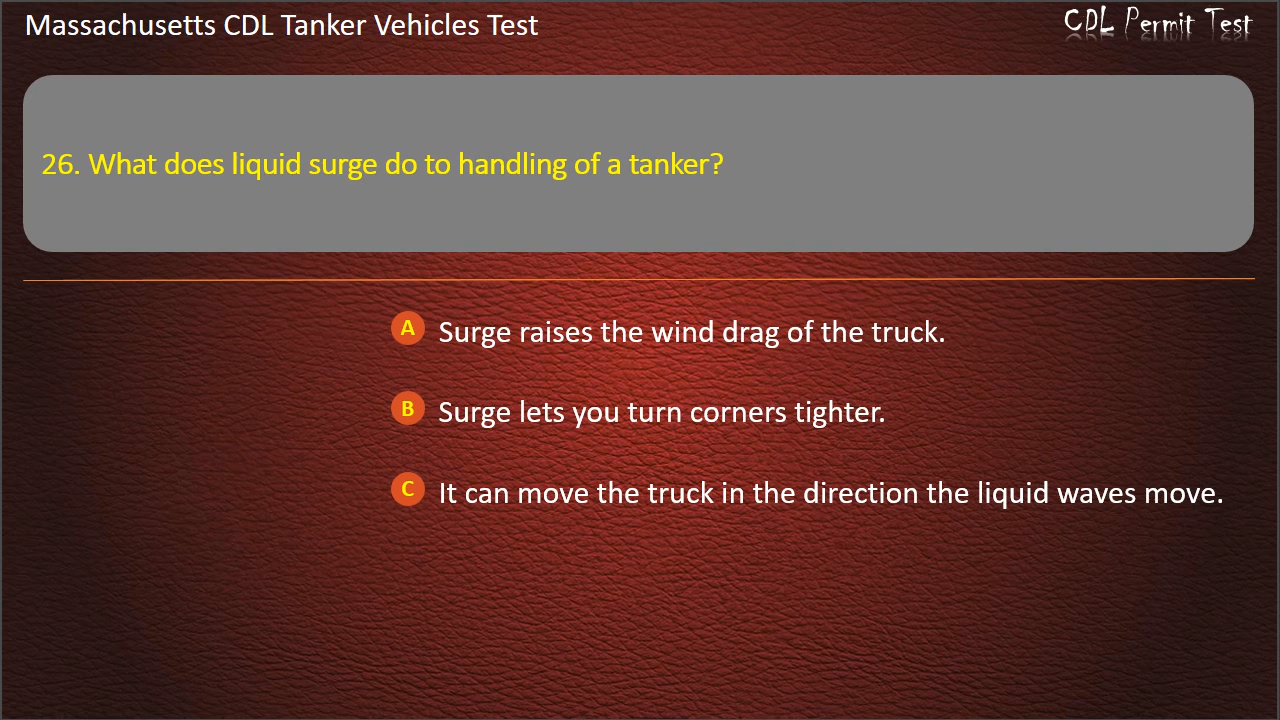 Massachusetts CDL Tanker Vehicles Test
CDL Permit Test
26. What does liquid surge do to handling of a tanker?
A Surge raises the wind drag of the truck.
B Surge lets you turn corners tighter.
C It can move the truck in the direction the liquid waves move.